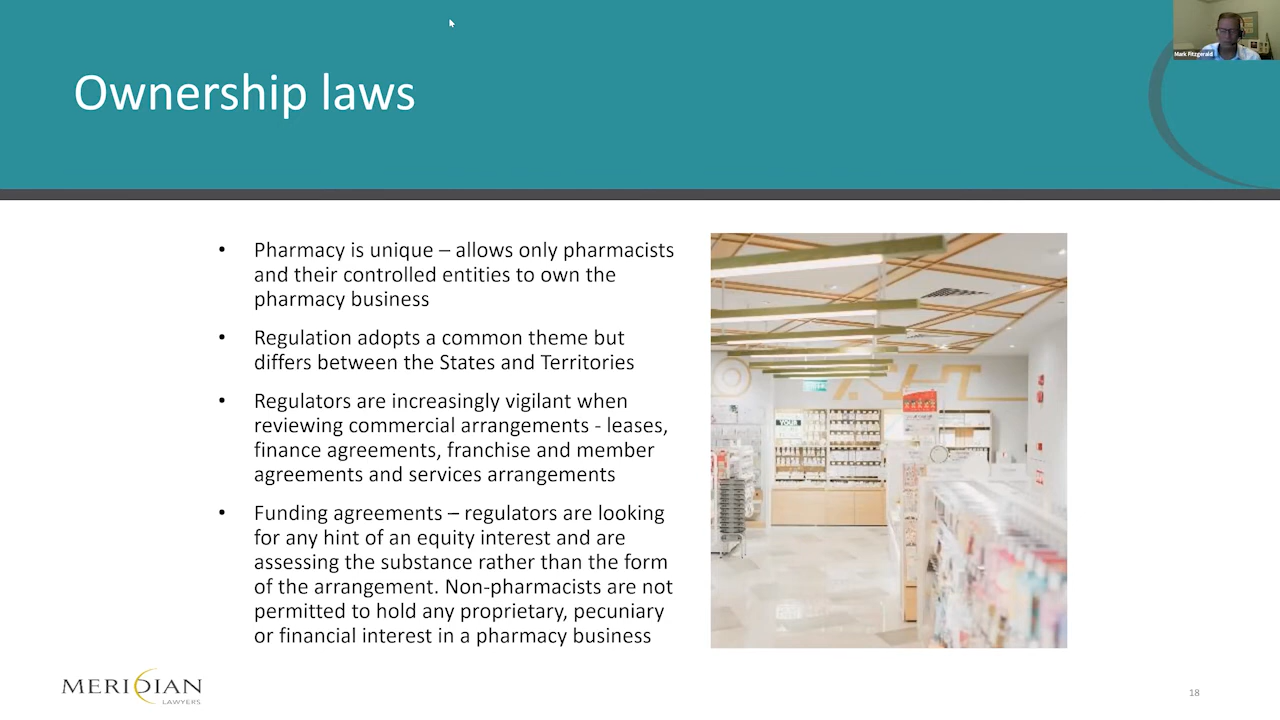 Mark Fitzgerald
Ownership laws
• Pharmacy is unique – allows only pharmacists
and their controlled entities to own the
pharmacy business
• Regulation adopts a common theme but
differs between the States and Territories
• Regulators are increasingly vigilant when
reviewing commercial arrangements - leases,
finance agreements, franchise and member
agreements and services arrangements
• Funding agreements – regulators are looking
for any hint of an equity interest and are
assessing the substance rather than the form
of the arrangement. Non-pharmacists are not
permitted to hold any proprietary, pecuniary
or financial interest in a pharmacy business
YOUR
MERIDIAN
LAWYERS
18